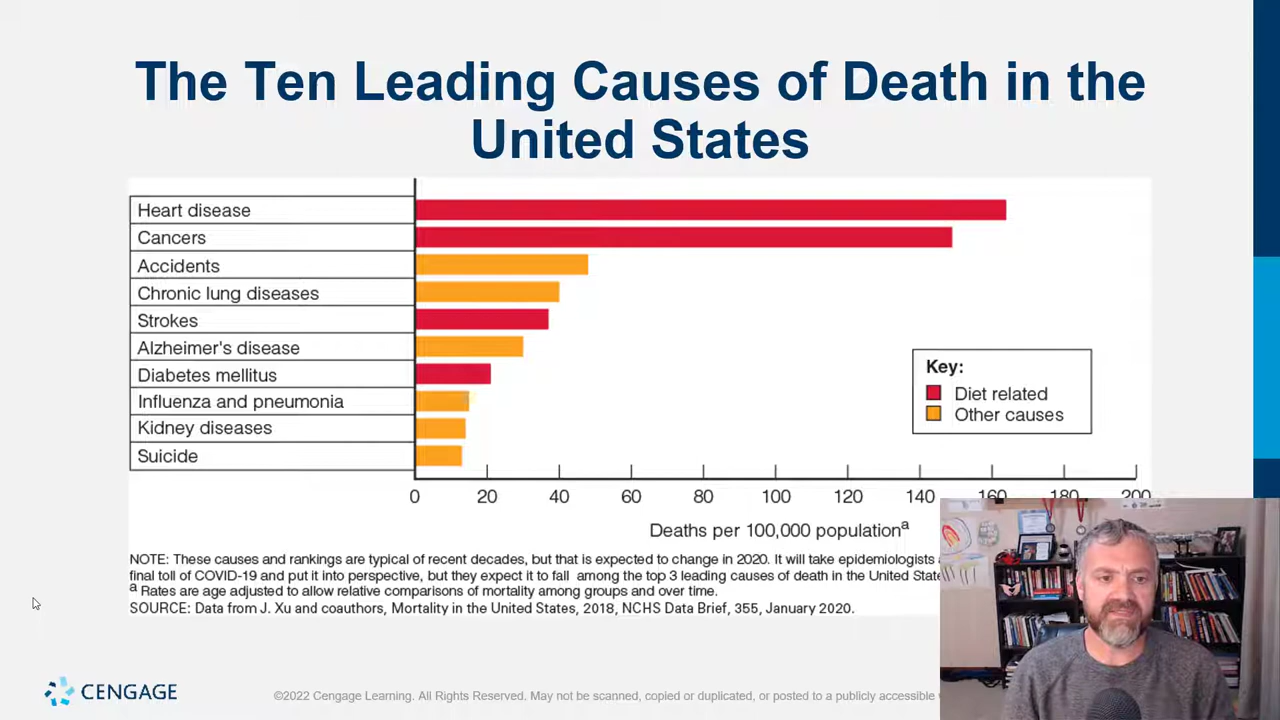 The Ten Leading Causes of Death in the
United States
Heart disease
Cancers
Accidents
Chronic lung diseases
Strokes
Alzheimer's disease
Diabetes mellitus
Influenza and pneumonia
Kidney diseases
Suicide
Key:
Diet related
Other causes
0 20 40 60 80 100 120 140 160 180 200
Deaths per 100,000 populationa
NOTE: These causes and rankings are typical of recent decades, but that is expected to change in 2020. It will take epidemiologists
final toll of COVID-19 and put it into perspective, but they expect it to fall among the top 3 leading causes of death in the United State
a Rates are age adjusted to allow relative comparisons of mortality among groups and over time.
SOURCE: Data from J. Xu and coauthors, Mortality in the United States, 2018, NCHS Data Brief, 355, January 2020.
CENGAGE
©2022 Cengage Learning. All Rights Reserved. May not be scanned, copied or duplicated, or posted to a publicly accessible